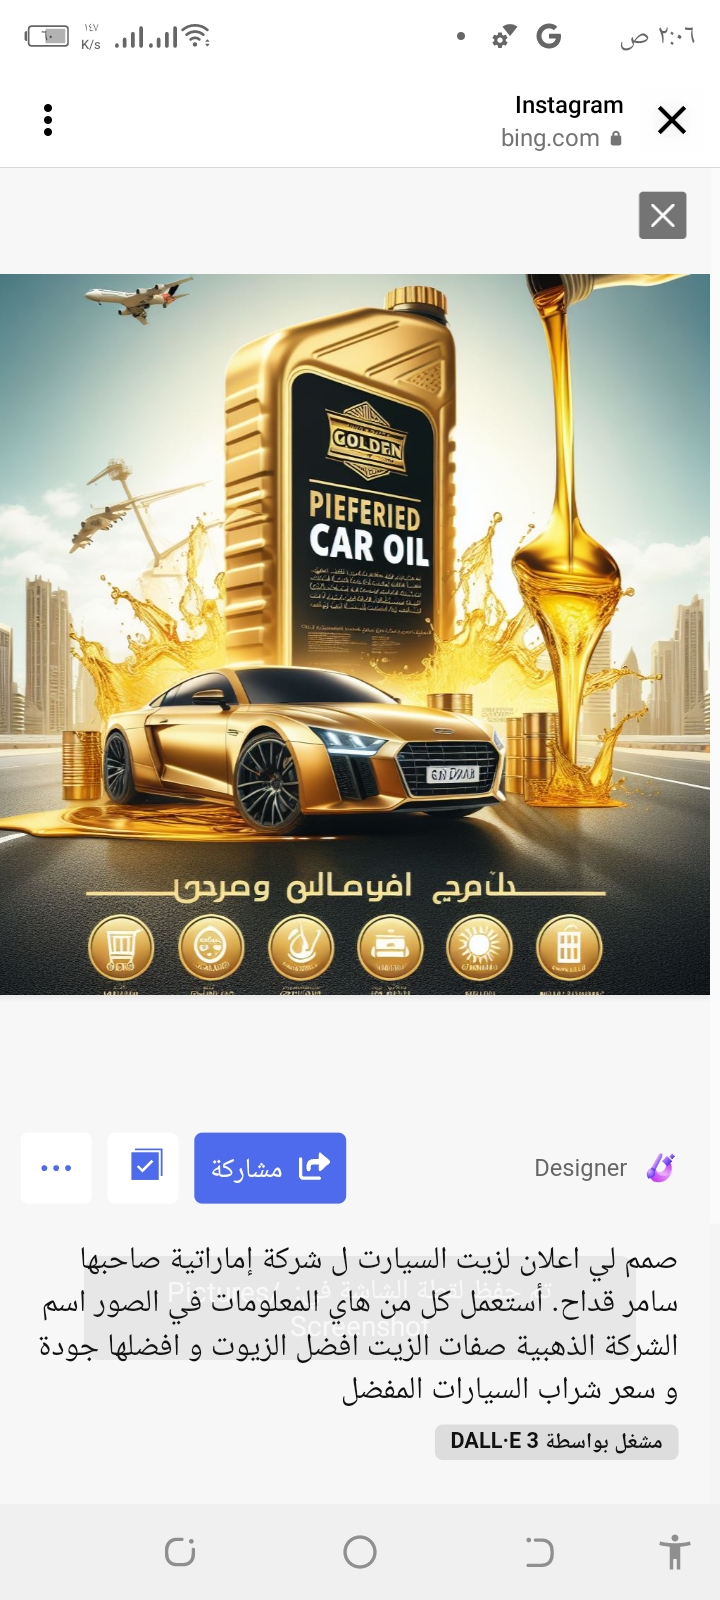 ٢:٠٦ ص
١٤٧
K/s
Instagram
bing.com
GOLDEN
PIEFERIED
CAR OIL
مشاركة
Designer
صمم لي اعلان لزيت السيارت ل شركة إماراتية صاحبها
سامر قداح. أستعمل كل من هاي المعلومات في الصور اسم
الشركة الذهبية صفات الزيت افضل الزيوت و افضلها جودة
و سعر شراب السيارات المفضل
تم حفظ لقطة الشاشة في: Pictures/
Screenshot
مشغل بواسطة DALL·E 3